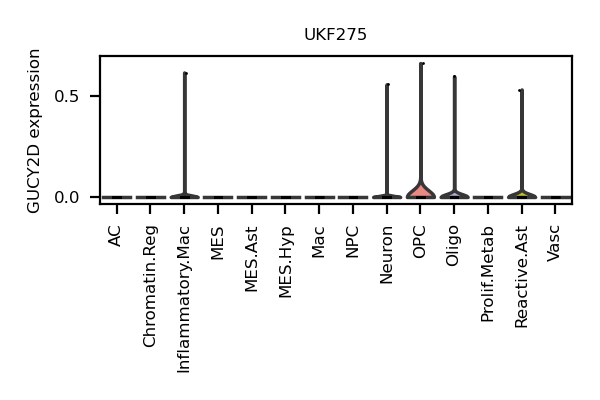 UKF275
GUCY2D expression
0.5
0.0
AC
Chromatin.Reg
Inflammatory.Mac
MES
MES.Ast
MES.Hyp
Mac
NPC
Neuron
OPC
Oligo
Prolif.Metab
Reactive.Ast
Vasc